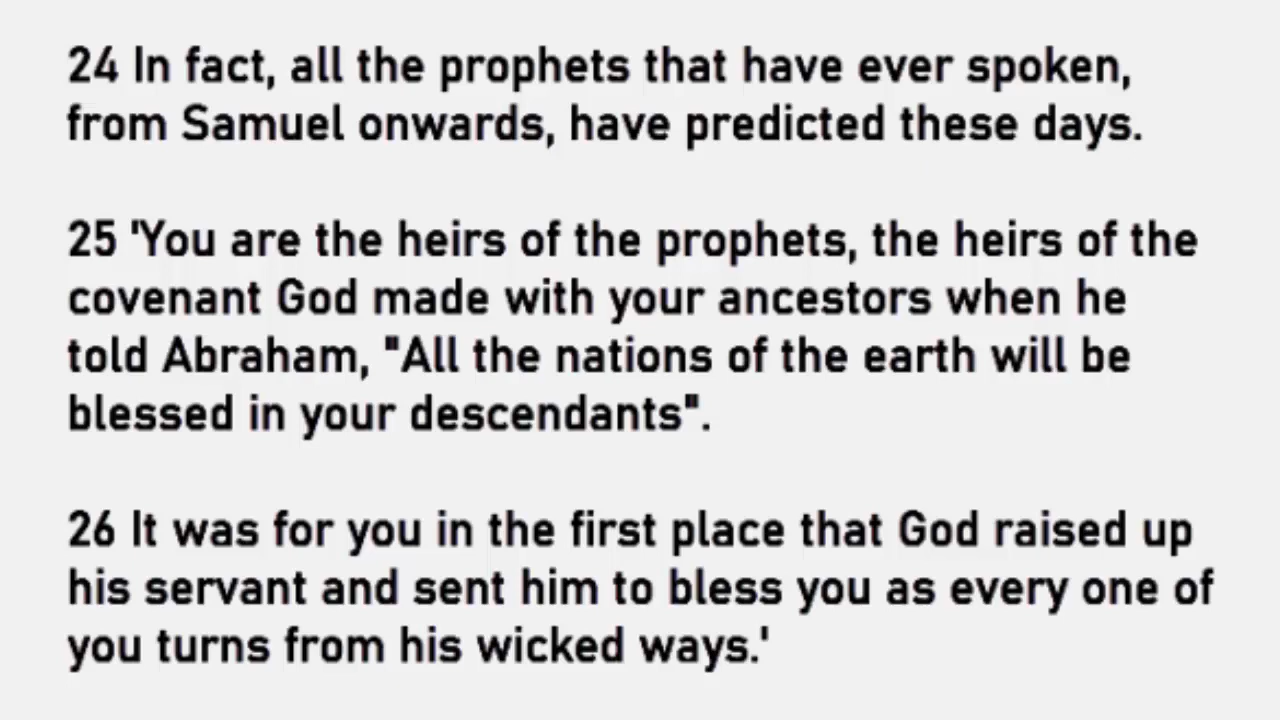 24 In fact, all the prophets that have ever spoken,
from Samuel onwards, have predicted these days.
25 'You are the heirs of the prophets, the heirs of the
covenant God made with your ancestors when he
told Abraham, "All the nations of the earth will be
blessed in your descendants".
26 It was for you in the first place that God raised up
his servant and sent him to bless you as every one of
you turns from his wicked ways.'